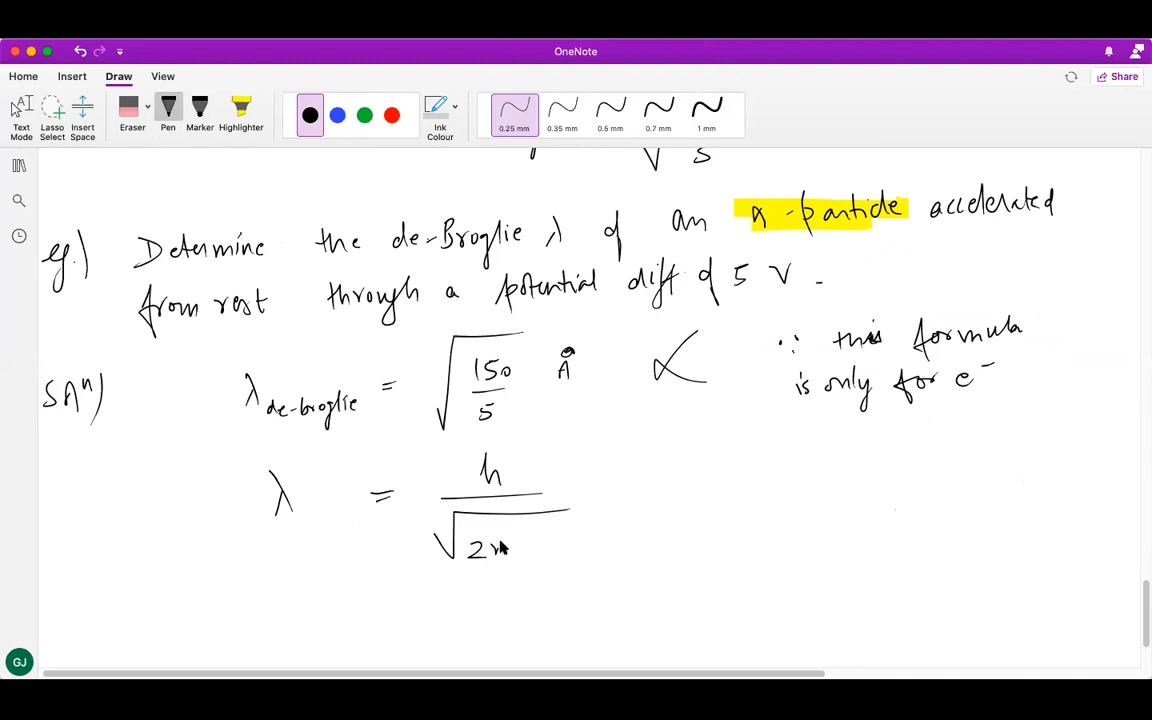 OneNote
Home Insert Draw View
Share
Text Mode
Lasso Select
Insert Space
Eraser
Pen
Marker
Highlighter
Ink Colour
0.25 mm
0.35 mm
0.5 mm
0.7 mm
1 mm
√ s
eg.) Determine the de-Broglie λ of an α-particle accelerated
from rest through a potential diff of 5 V.
Solⁿ) λ de-broglie = √150/5 Å ∵ this formula
is only for e⁻
λ = h
√2
GJ